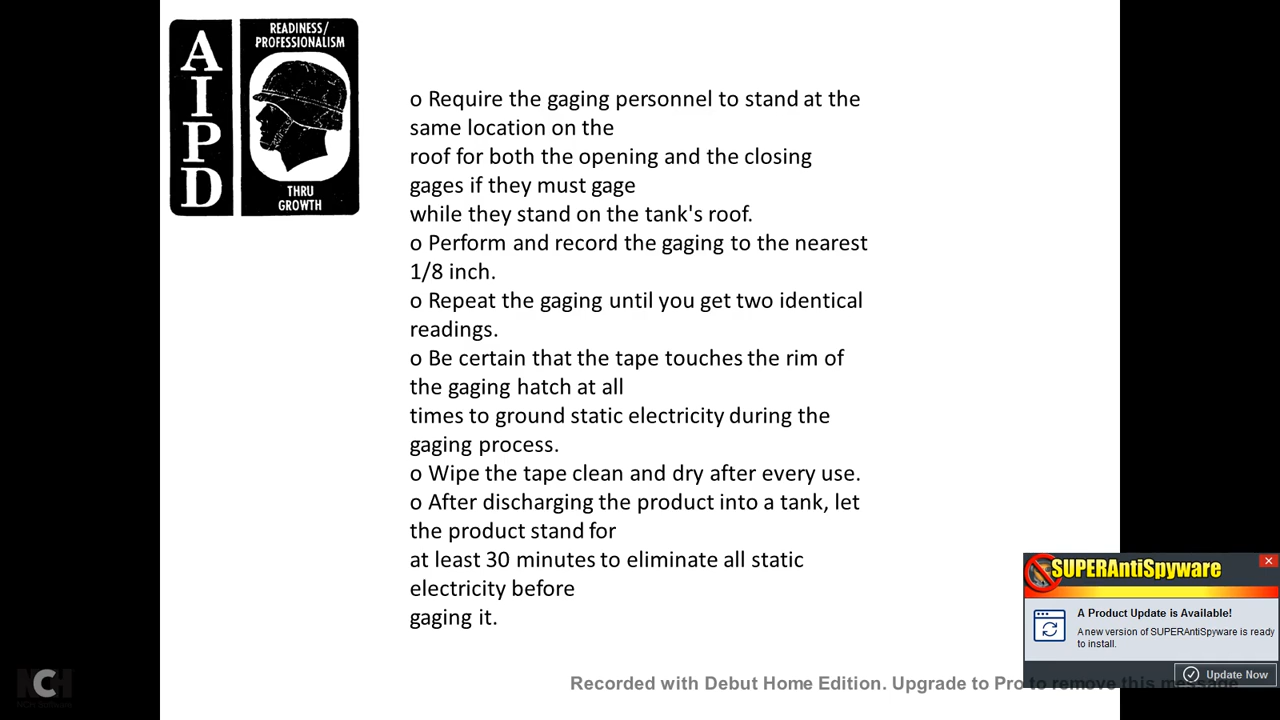 READINESS/
PROFESSIONALISM
AIPD
THRU
GROWTH
o Require the gaging personnel to stand at the
same location on the
roof for both the opening and the closing
gages if they must gage
while they stand on the tank's roof.
o Perform and record the gaging to the nearest
1/8 inch.
o Repeat the gaging until you get two identical
readings.
o Be certain that the tape touches the rim of
the gaging hatch at all
times to ground static electricity during the
gaging process.
o Wipe the tape clean and dry after every use.
o After discharging the product into a tank, let
the product stand for
at least 30 minutes to eliminate all static
electricity before
gaging it.
SUPERAntiSpyware
A Product Update is Available!
A new version of SUPERAntiSpyware is ready
to install.
Update Now
NCH
NCH Software
Recorded with Debut Home Edition. Upgrade to Pro to remove this message